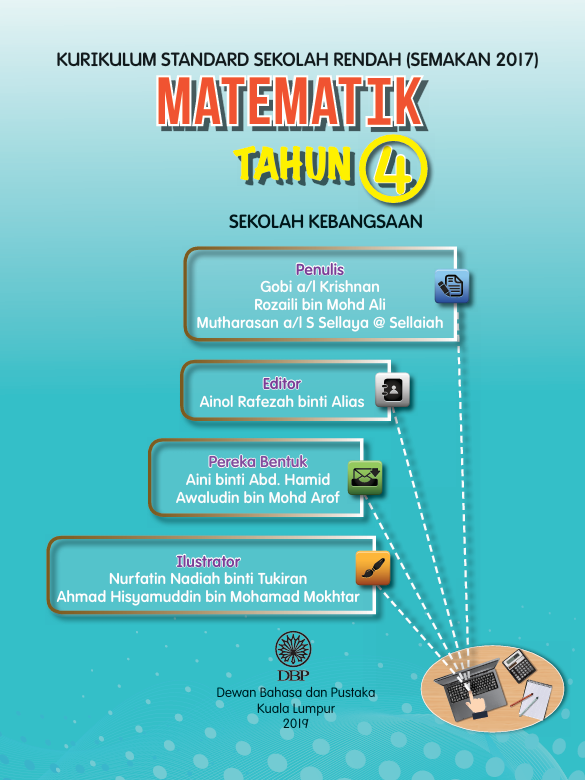 KURIKULUM STANDARD SEKOLAH RENDAH (SEMAKAN 2017)
MATEMATIK
TAHUN 4
SEKOLAH KEBANGSAAN
Penulis
Gobi a/l Krishnan
Rozaili bin Mohd Ali
Mutharasan a/l S Sellaya @ Sellaiah
Editor
Ainol Rafezah binti Alias
Pereka Bentuk
Aini binti Abd. Hamid
Awaludin bin Mohd Arof
Ilustrator
Nurfatin Nadiah binti Tukiran
Ahmad Hisyamuddin bin Mohamad Mokhtar
DBP
Dewan Bahasa dan Pustaka
Kuala Lumpur
2019